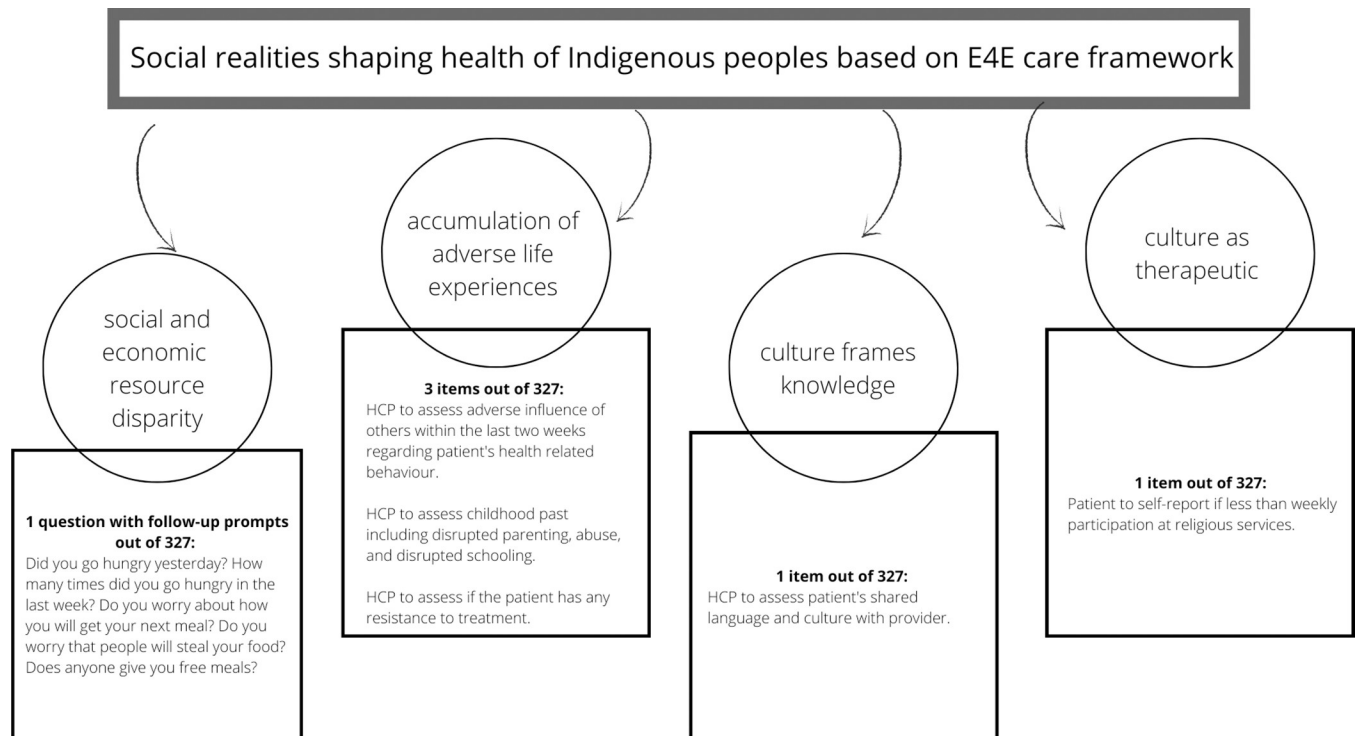 Social realities shaping health of Indigenous peoples based on E4E care framework
social and
economic
resource
disparity
1 question with follow-up prompts
out of 327:
Did you go hungry yesterday? How
many times did you go hungry in the
last week? Do you worry about how
you will get your next meal? Do you
worry that people will steal your food?
Does anyone give you free meals?
accumulation of
adverse life
experiences
3 items out of 327:
HCP to assess adverse influence of
others within the last two weeks
regarding patient's health related
behaviour.
HCP to assess childhood past
including disrupted parenting, abuse,
and disrupted schooling.
HCP to assess if the patient has any
resistance to treatment.
culture frames
knowledge
1 item out of 327:
HCP to assess patient's shared
language and culture with provider.
culture as
therapeutic
1 item out of 327:
Patient to self-report if less than weekly
participation at religious services.